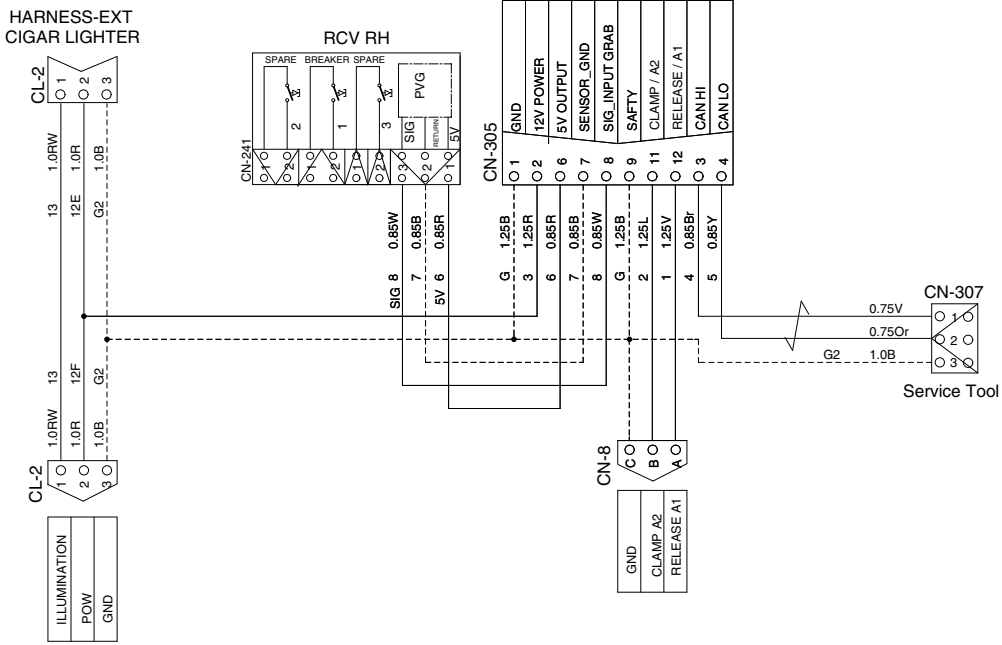 HARNESS-EXT
CIGAR LIGHTER
CL-2
1
2
3
1.0RW
1.0R
1.0B
13
12E
G2
13
12F
G2
1.0RW
1.0R
1.0B
CL-2
1
2
3
ILLUMINATION
POW
GND
RCV RH
SPARE
BREAKER
SPARE
PVG
2
1
3
SIG
RETURN
5V
CN-241
1
2
1
2
1
2
3
2
1
0.85W
0.85B
0.85R
SIG 8
7
5V 6
GND
12V POWER
5V OUTPUT
SENSOR_GND
SIG_INPUT GRAB
SAFTY
CLAMP / A2
RELEASE / A1
CAN HI
CAN LO
CN-305
1
2
6
7
8
9
11
12
3
4
1.25B
1.25R
0.85R
0.85B
0.85W
1.25B
1.25L
1.25V
0.85Br
0.85Y
G
3
6
7
8
G
2
1
4
5
CN-307
0.75V
0.75Or
G2
1.0B
1
2
3
Service Tool
CN-8
C
B
A
GND
CLAMP A2
RELEASE A1